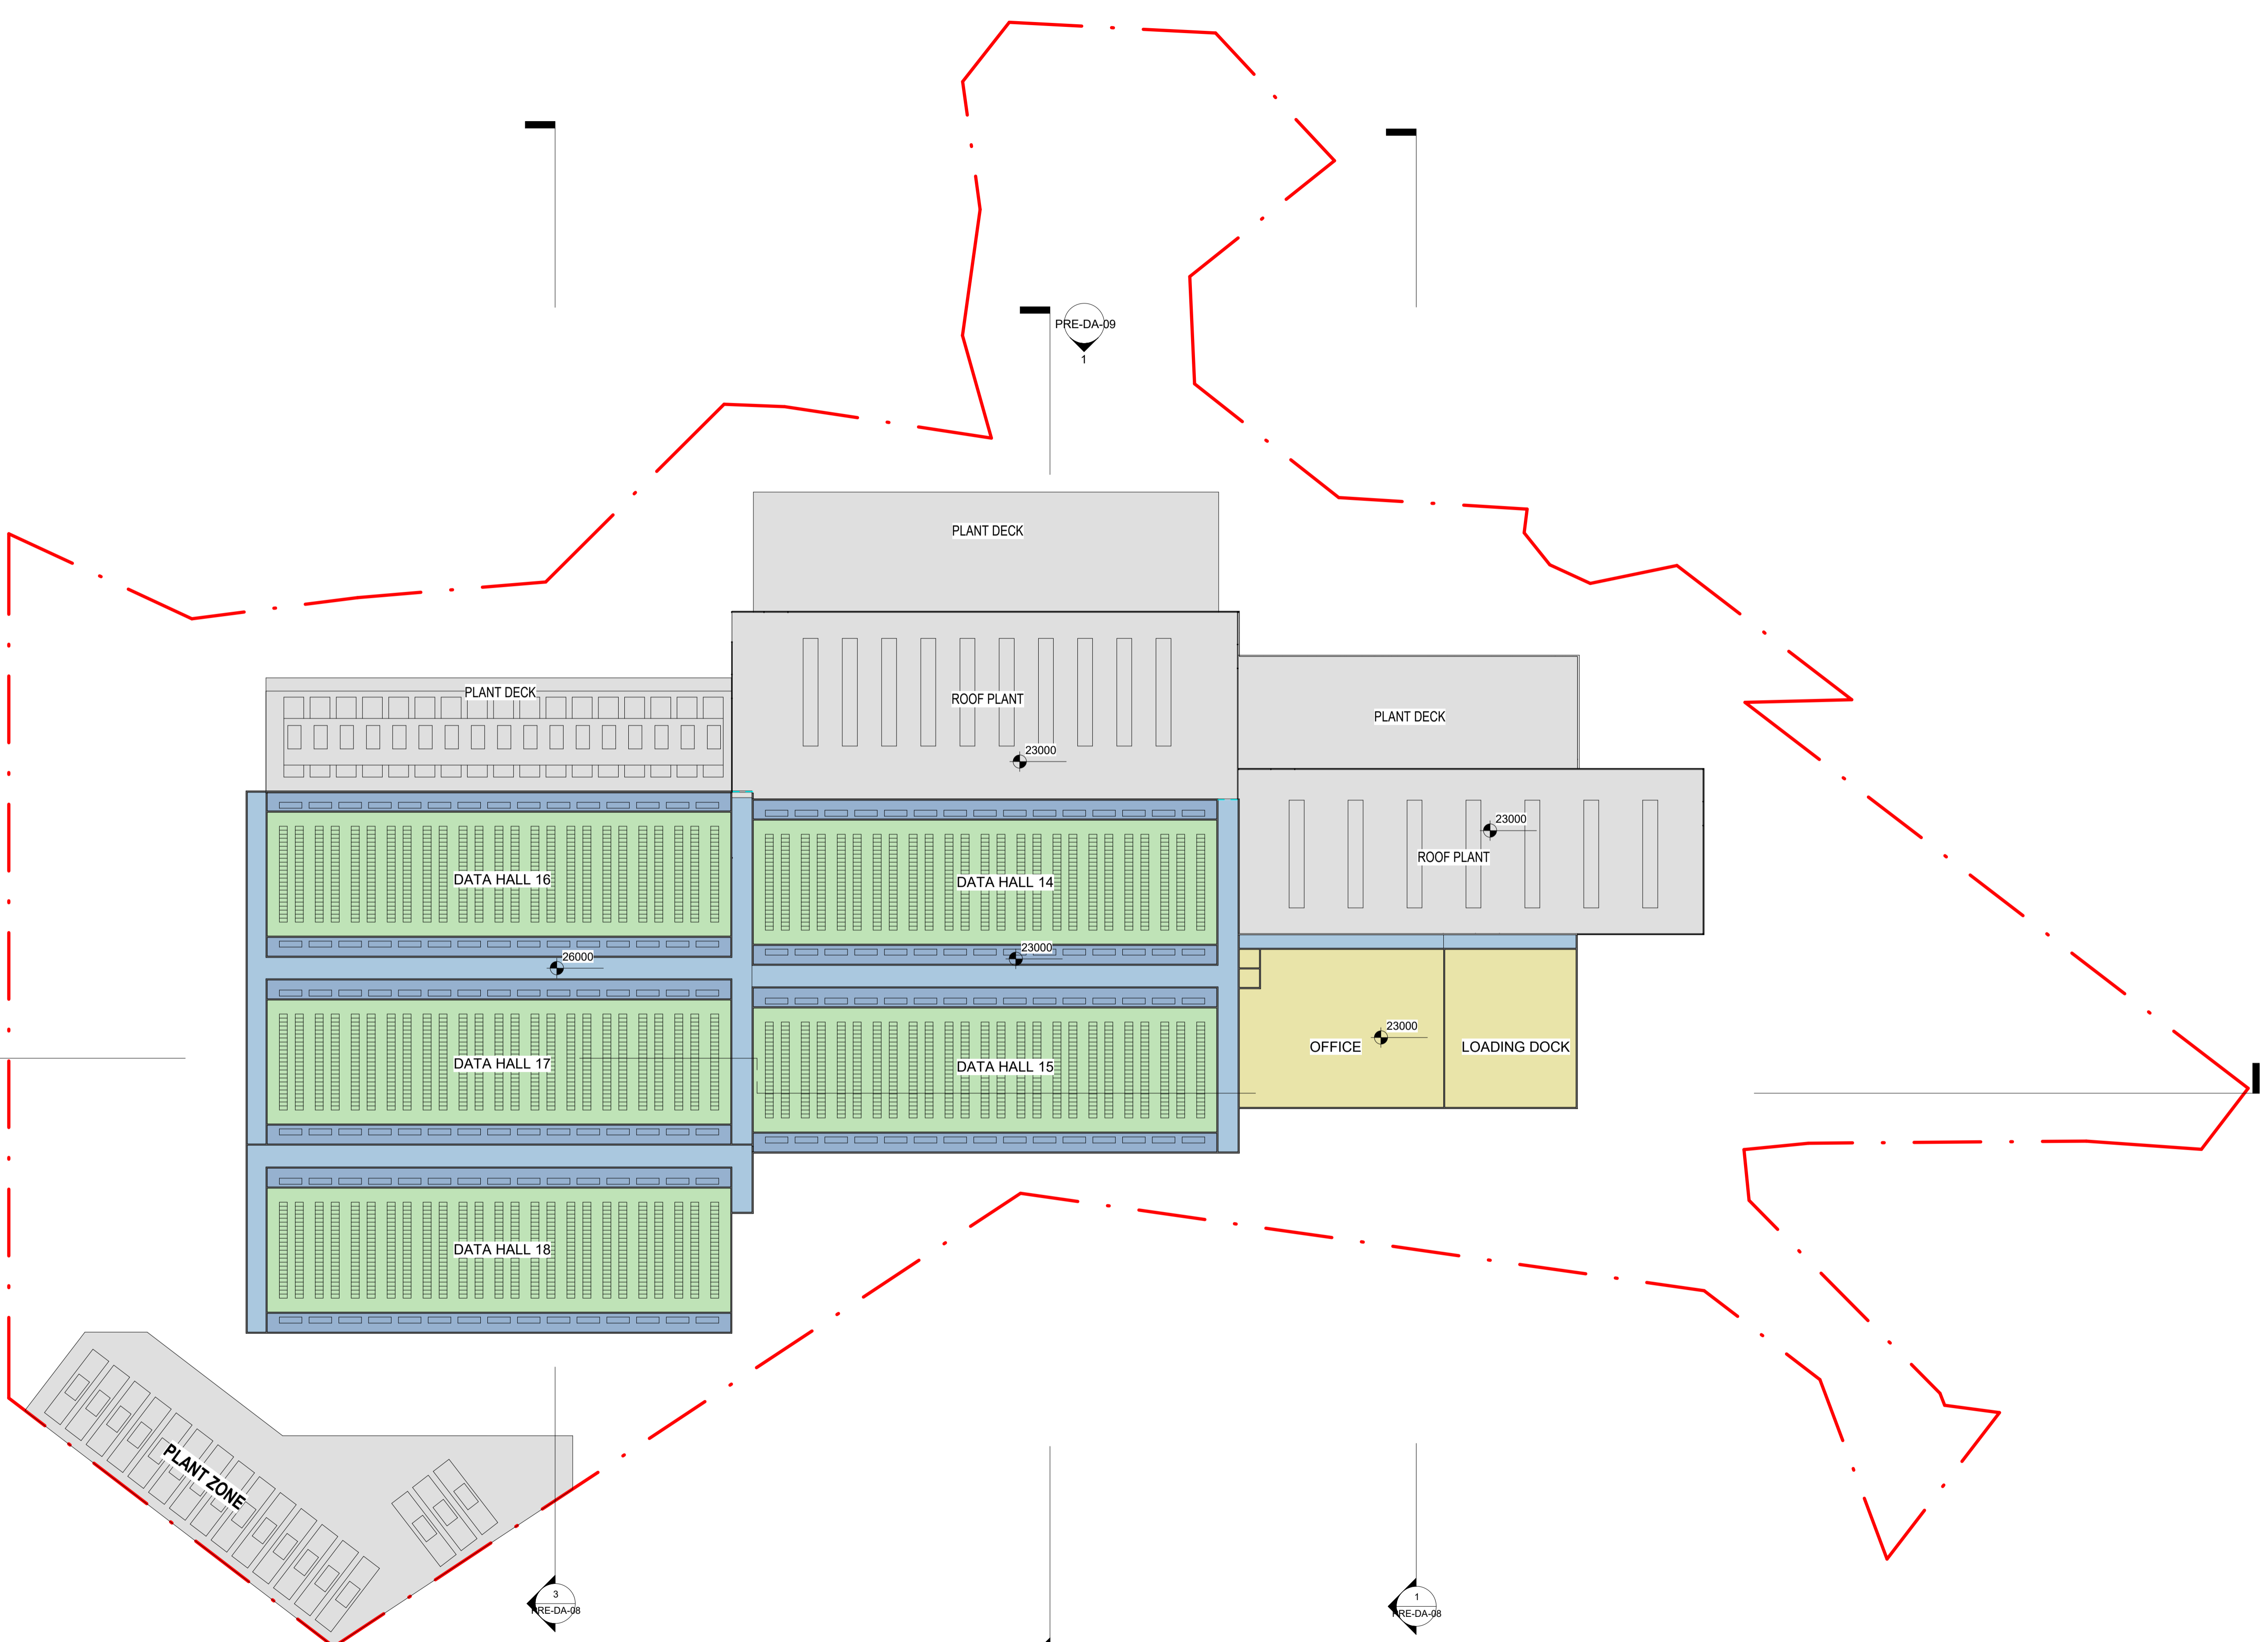 PRE-DA-09
1
PLANT DECK
PLANT DECK
ROOF PLANT
PLANT DECK
23000
23000
ROOF PLANT
DATA HALL 16
DATA HALL 14
26000
23000
23000
OFFICE
LOADING DOCK
DATA HALL 17
DATA HALL 15
DATA HALL 18
PLANT ZONE
3
PRE-DA-08
1
PRE-DA-08